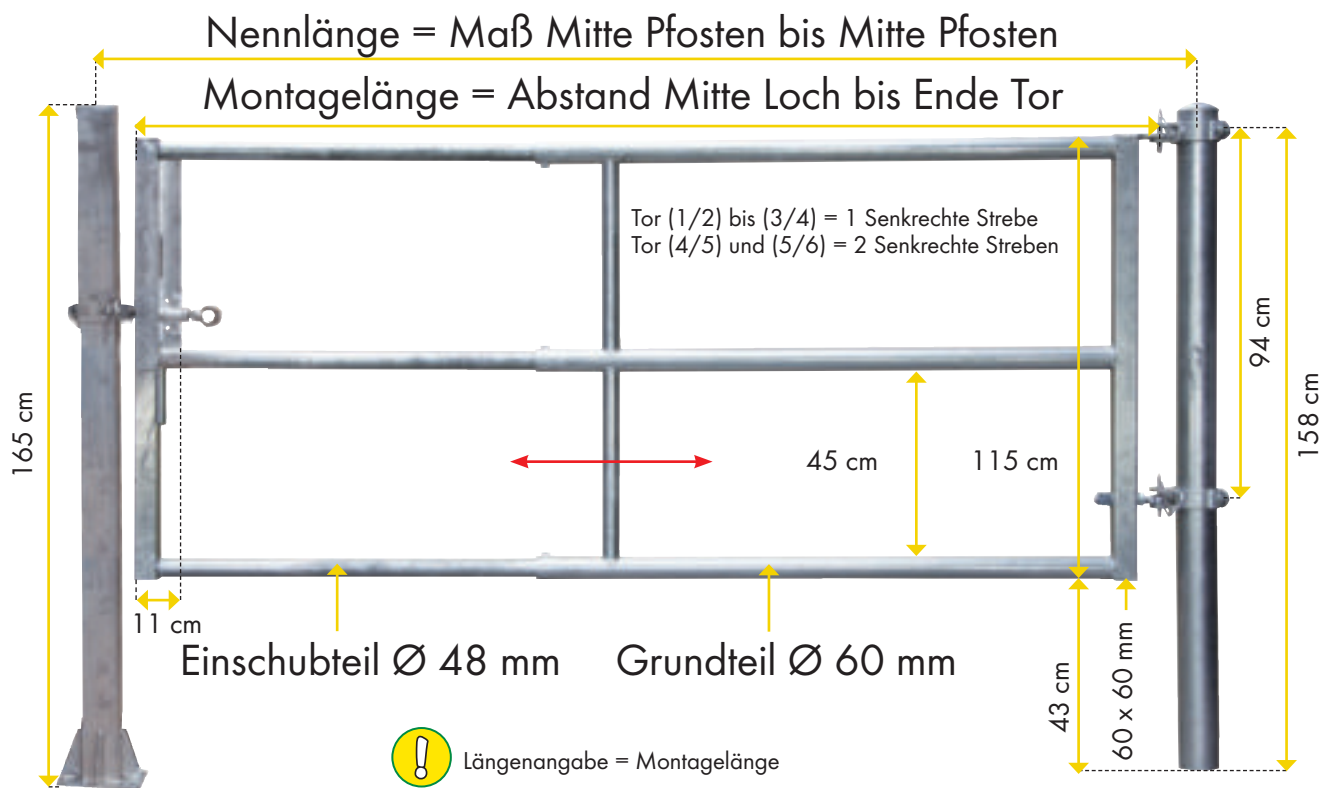 Nennlänge = Maß Mitte Pfosten bis Mitte Pfosten
Montagelänge = Abstand Mitte Loch bis Ende Tor
Tor (1/2) bis (3/4) = 1 Senkrechte Strebe
Tor (4/5) und (5/6) = 2 Senkrechte Streben
165 cm
94 cm
158 cm
45 cm
115 cm
11 cm
Einschubteil Ø 48 mm
Grundteil Ø 60 mm
43 cm
60 x 60 mm
Längenangabe = Montagelänge